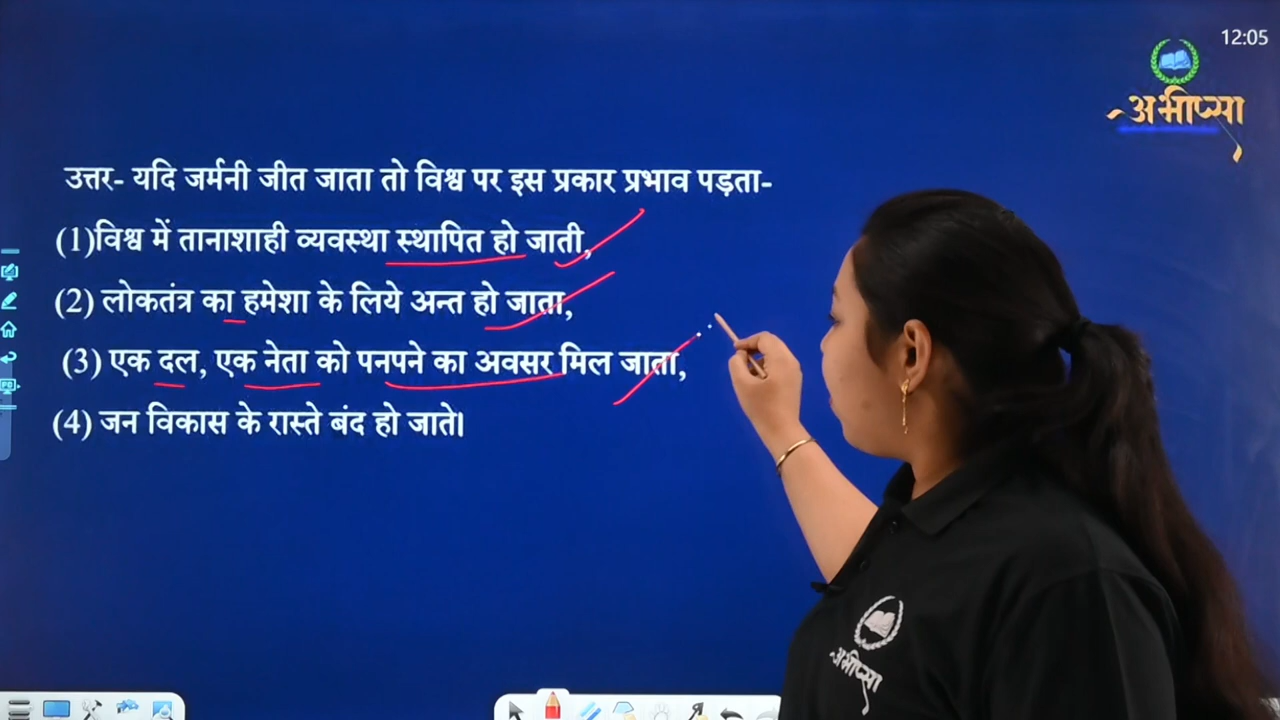 12:05
अभीप्सा
उत्तर- यदि जर्मनी जीत जाता तो विश्व पर इस प्रकार प्रभाव पड़ता-
(1)विश्व में तानाशाही व्यवस्था स्थापित हो जाती,
(2) लोकतंत्र का हमेशा के लिये अन्त हो जाता,
(3) एक दल, एक नेता को पनपने का अवसर मिल जाता,
(4) जन विकास के रास्ते बंद हो जाते।
अभीप्सा